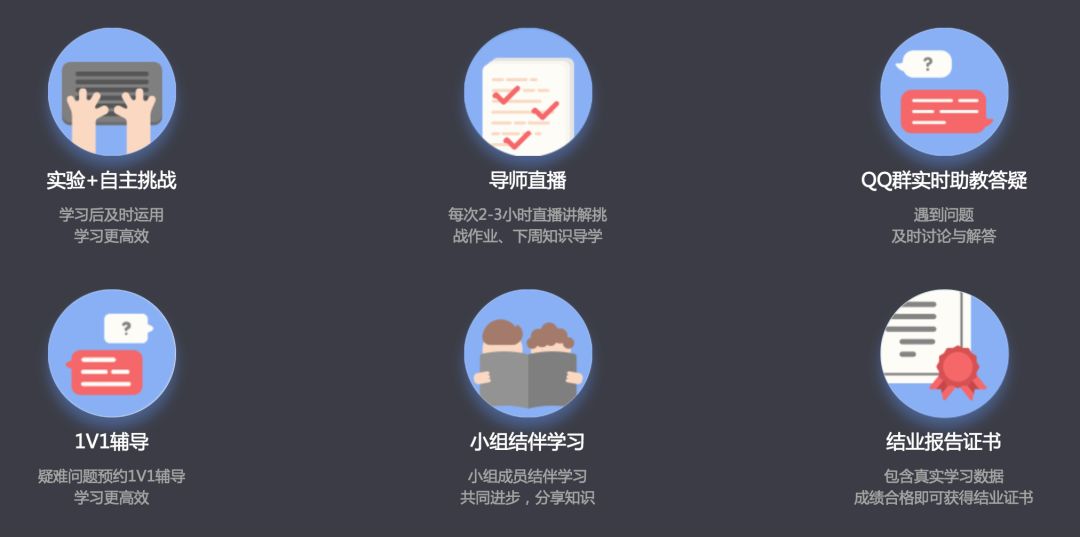 ?
实验+自主挑战
导师直播
QQ群实时助教答疑
学习后及时运用
学习更高效
每次2-3小时直播讲解挑
战作业、下周知识导学
遇到问题
及时讨论与解答
?
1V1辅导
小组结伴学习
结业报告证书
疑难问题预约1V1辅导
学习更高效
小组成员结伴学习
共同进步，分享知识
包含真实学习数据
成绩合格即可获得结业证书